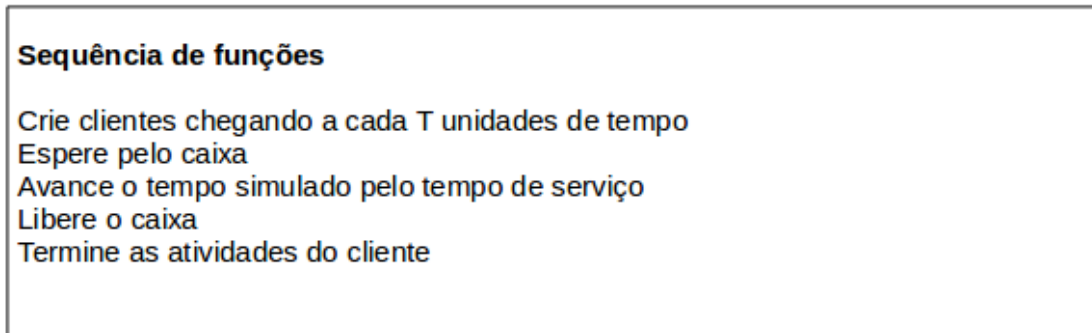 Sequência de funções
Crie clientes chegando a cada T unidades de tempo
Espere pelo caixa
Avance o tempo simulado pelo tempo de serviço
Libere o caixa
Termine as atividades do cliente